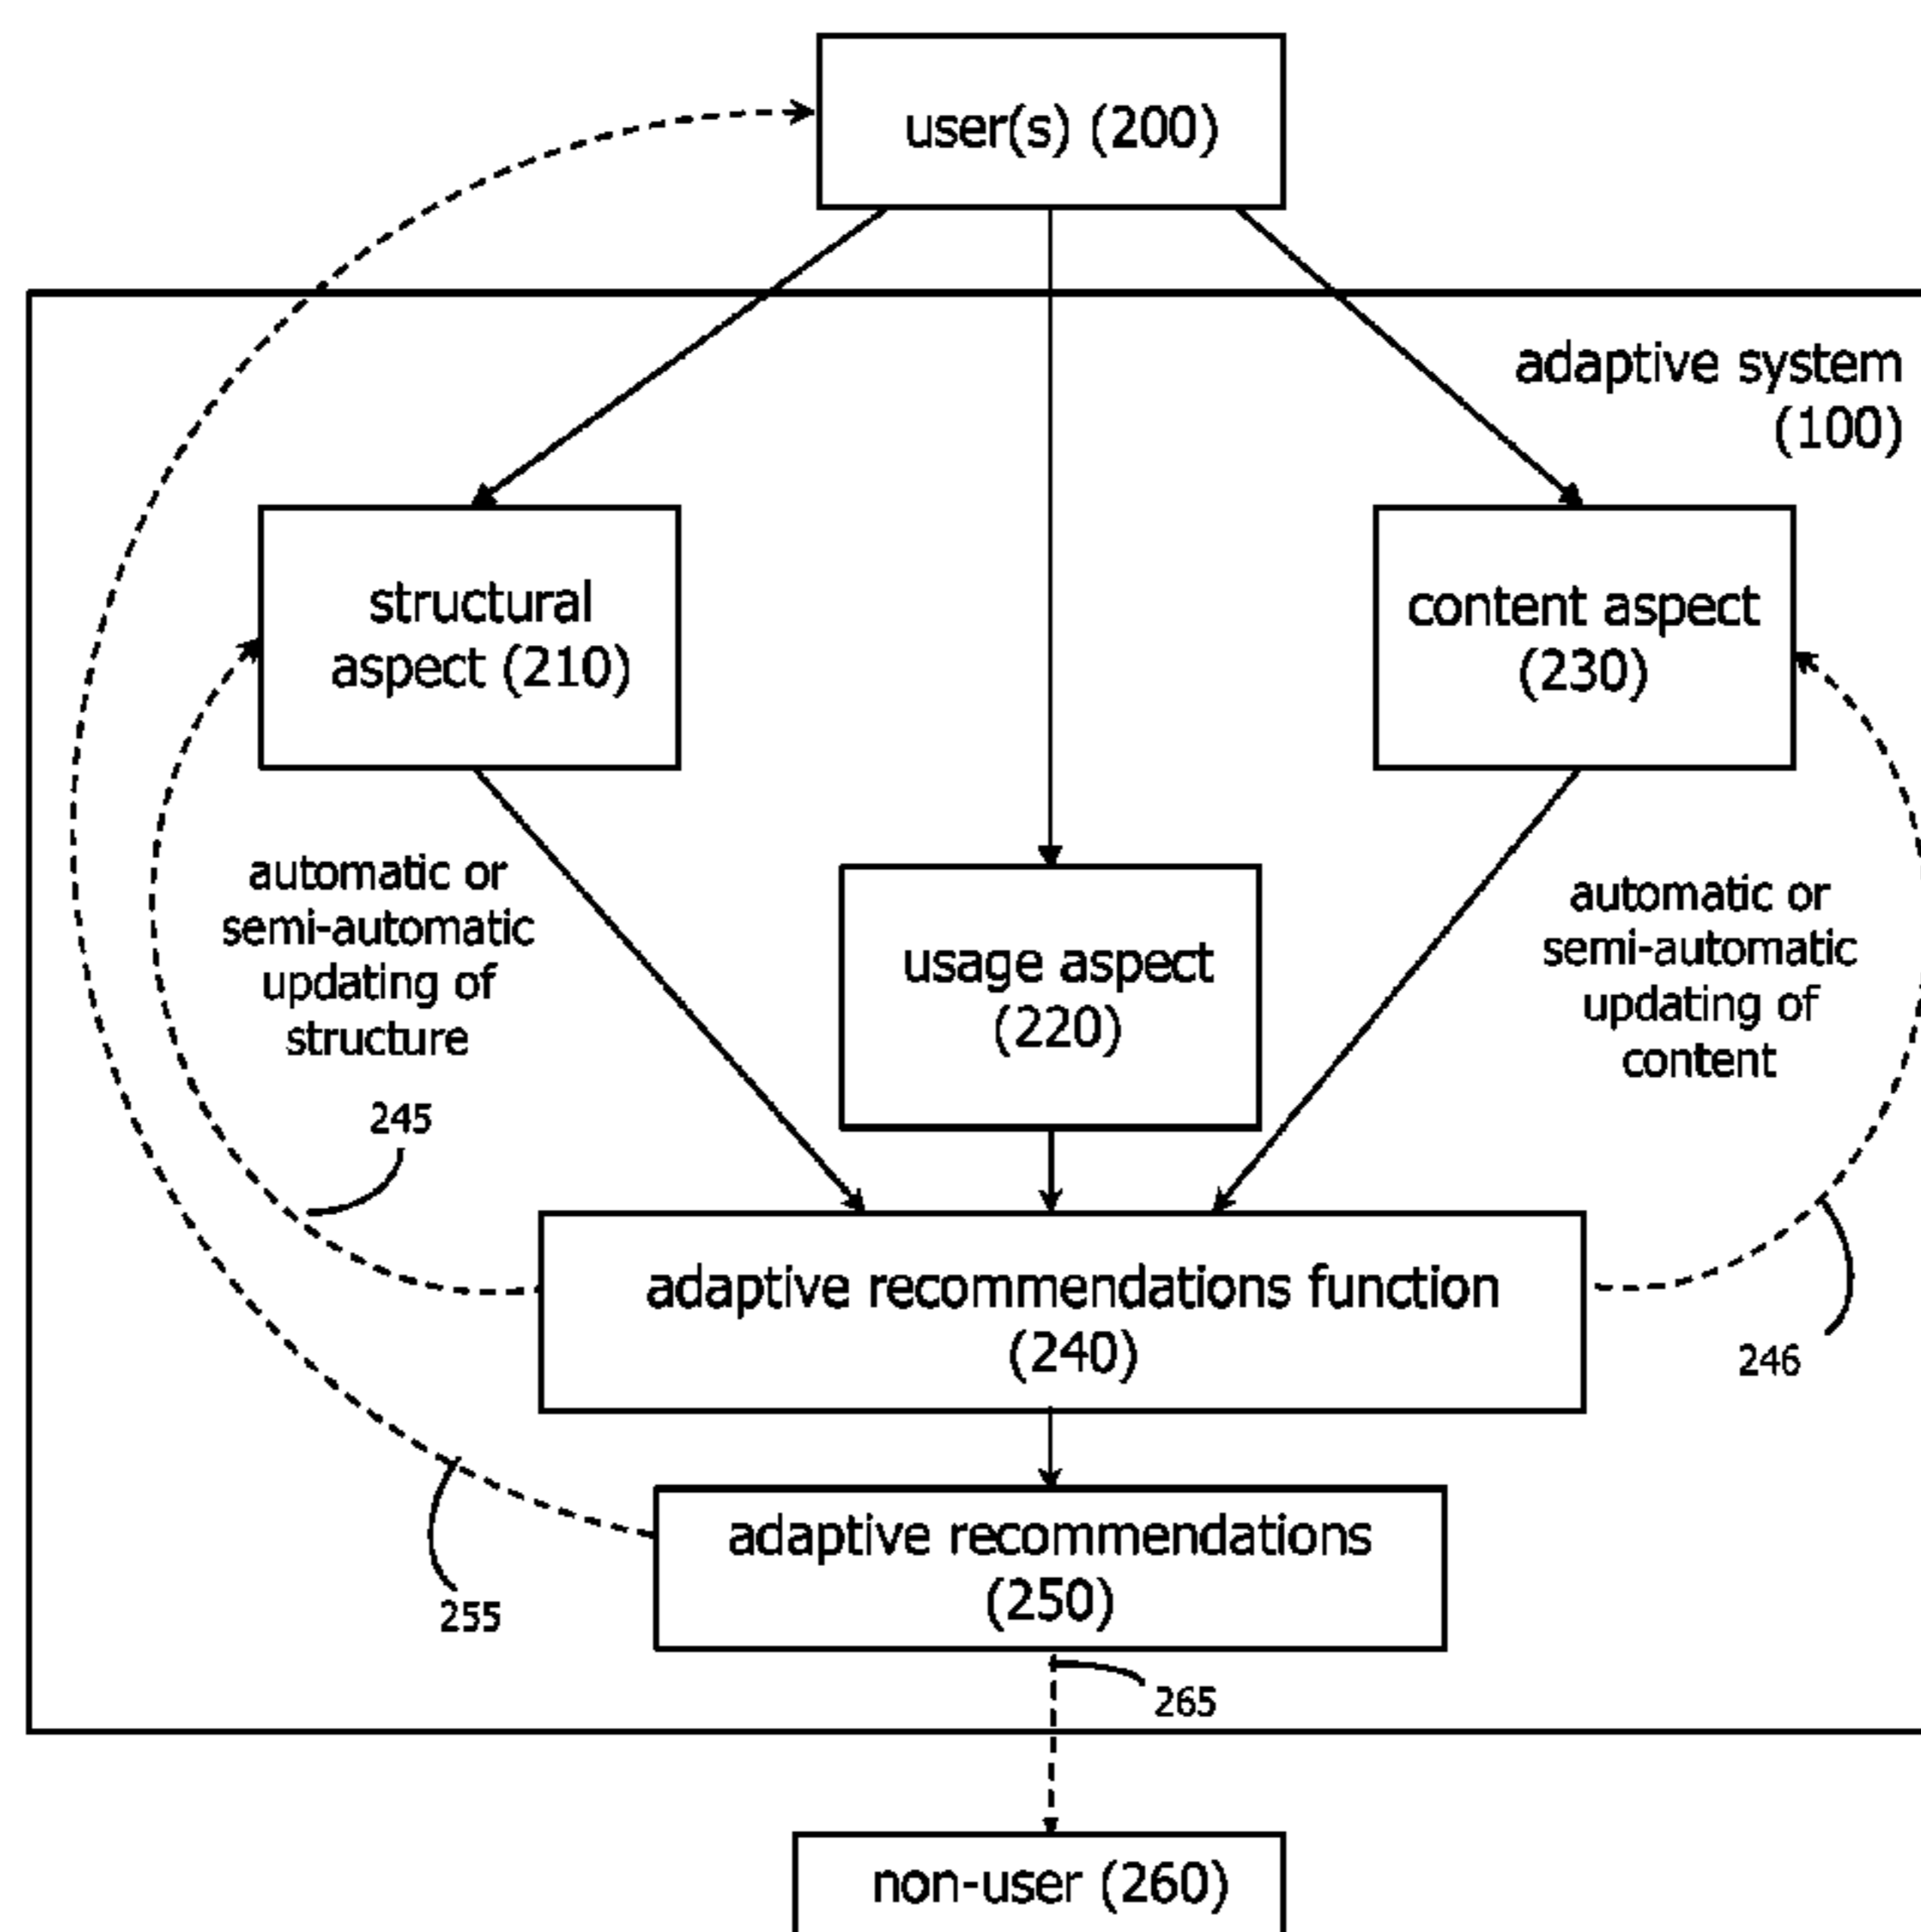 user(s) (200)
adaptive system
(100)
structural
aspect (210)
content aspect
(230)
automatic or
semi-automatic
updating of
structure
automatic or
semi-automatic
updating of
content
usage aspect
(220)
245
adaptive recommendations function
(240)
246
adaptive recommendations
(250)
255
265
non-user (260)